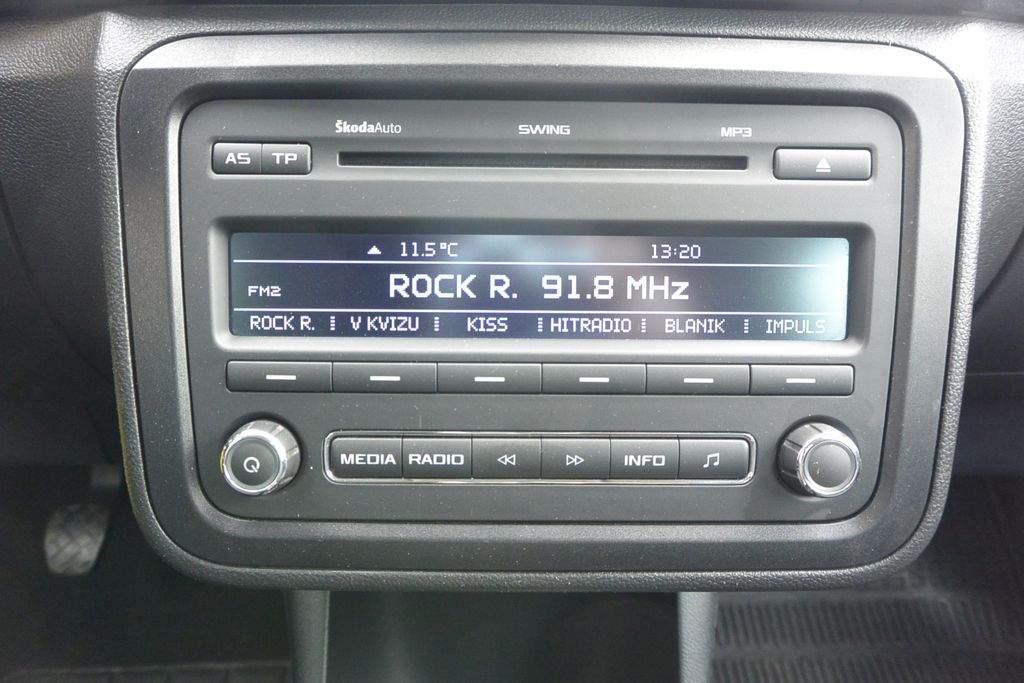 ŠkodaAuto SWING MP3
AS TP
11.5°C 13:20
FM2 ROCK R. 91.8 MHz
ROCK R. V KVIZU KISS HITRADIO BLANIK IMPULS
MEDIA RADIO INFO